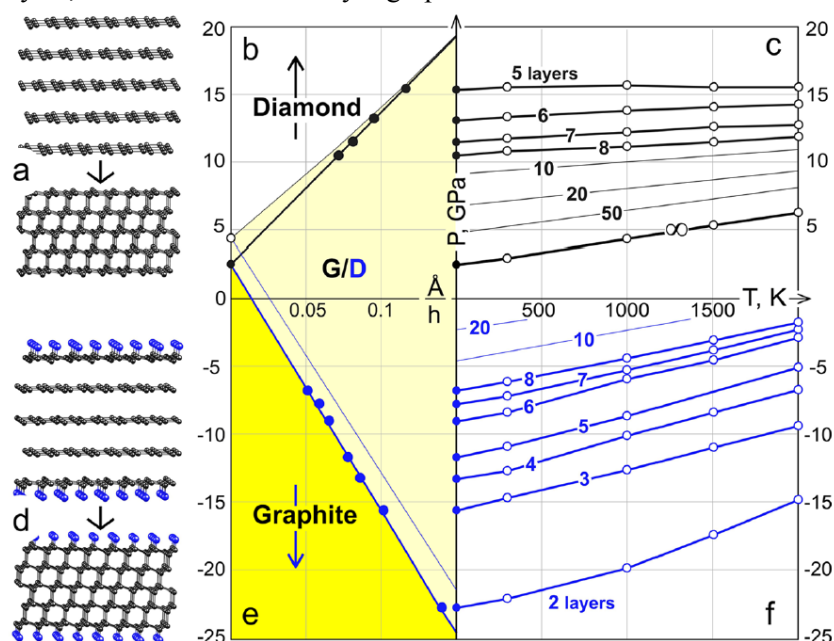 20
b
c
20
5 layers
15
15
Diamond
6
7
8
10
P, GPa
10
a
10
20
5
50
5
∞
G/D
Å
h
T, K
0
0.05
0.1
500
1000
1500
20
10
-5
8
7
-5
6
-10
5
-10
4
3
-15
-15
Graphite
d
-20
-20
2 layers
e
f
-25
-25